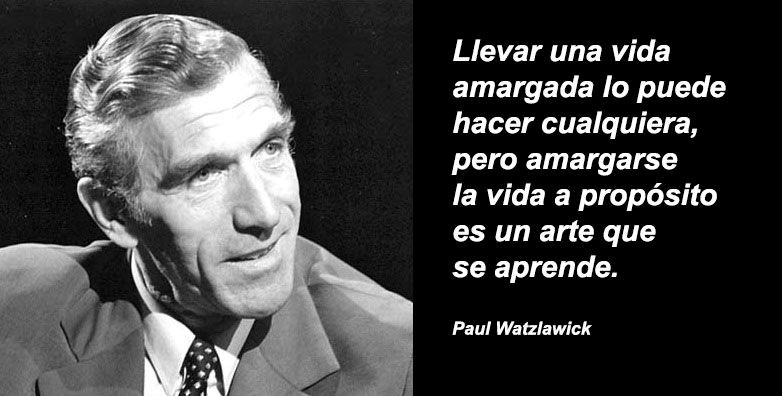 Llevar una vida
amargada lo puede
hacer cualquiera,
pero amargarse
la vida a propósito
es un arte que
se aprende.
Paul Watzlawick